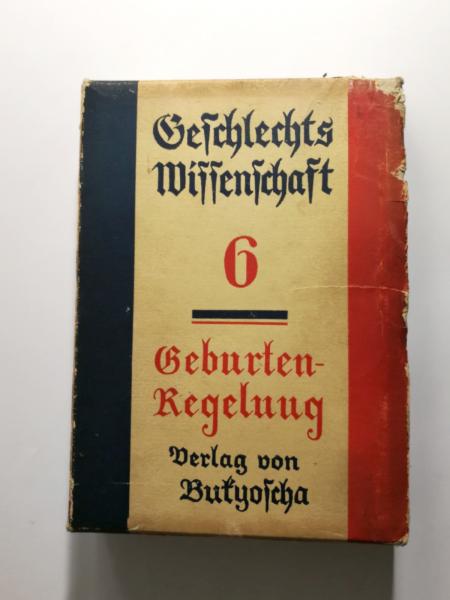 Geschlechts
Wissenschaft
6
Geburten-
Regelung
Verlag von
Bukyoscha